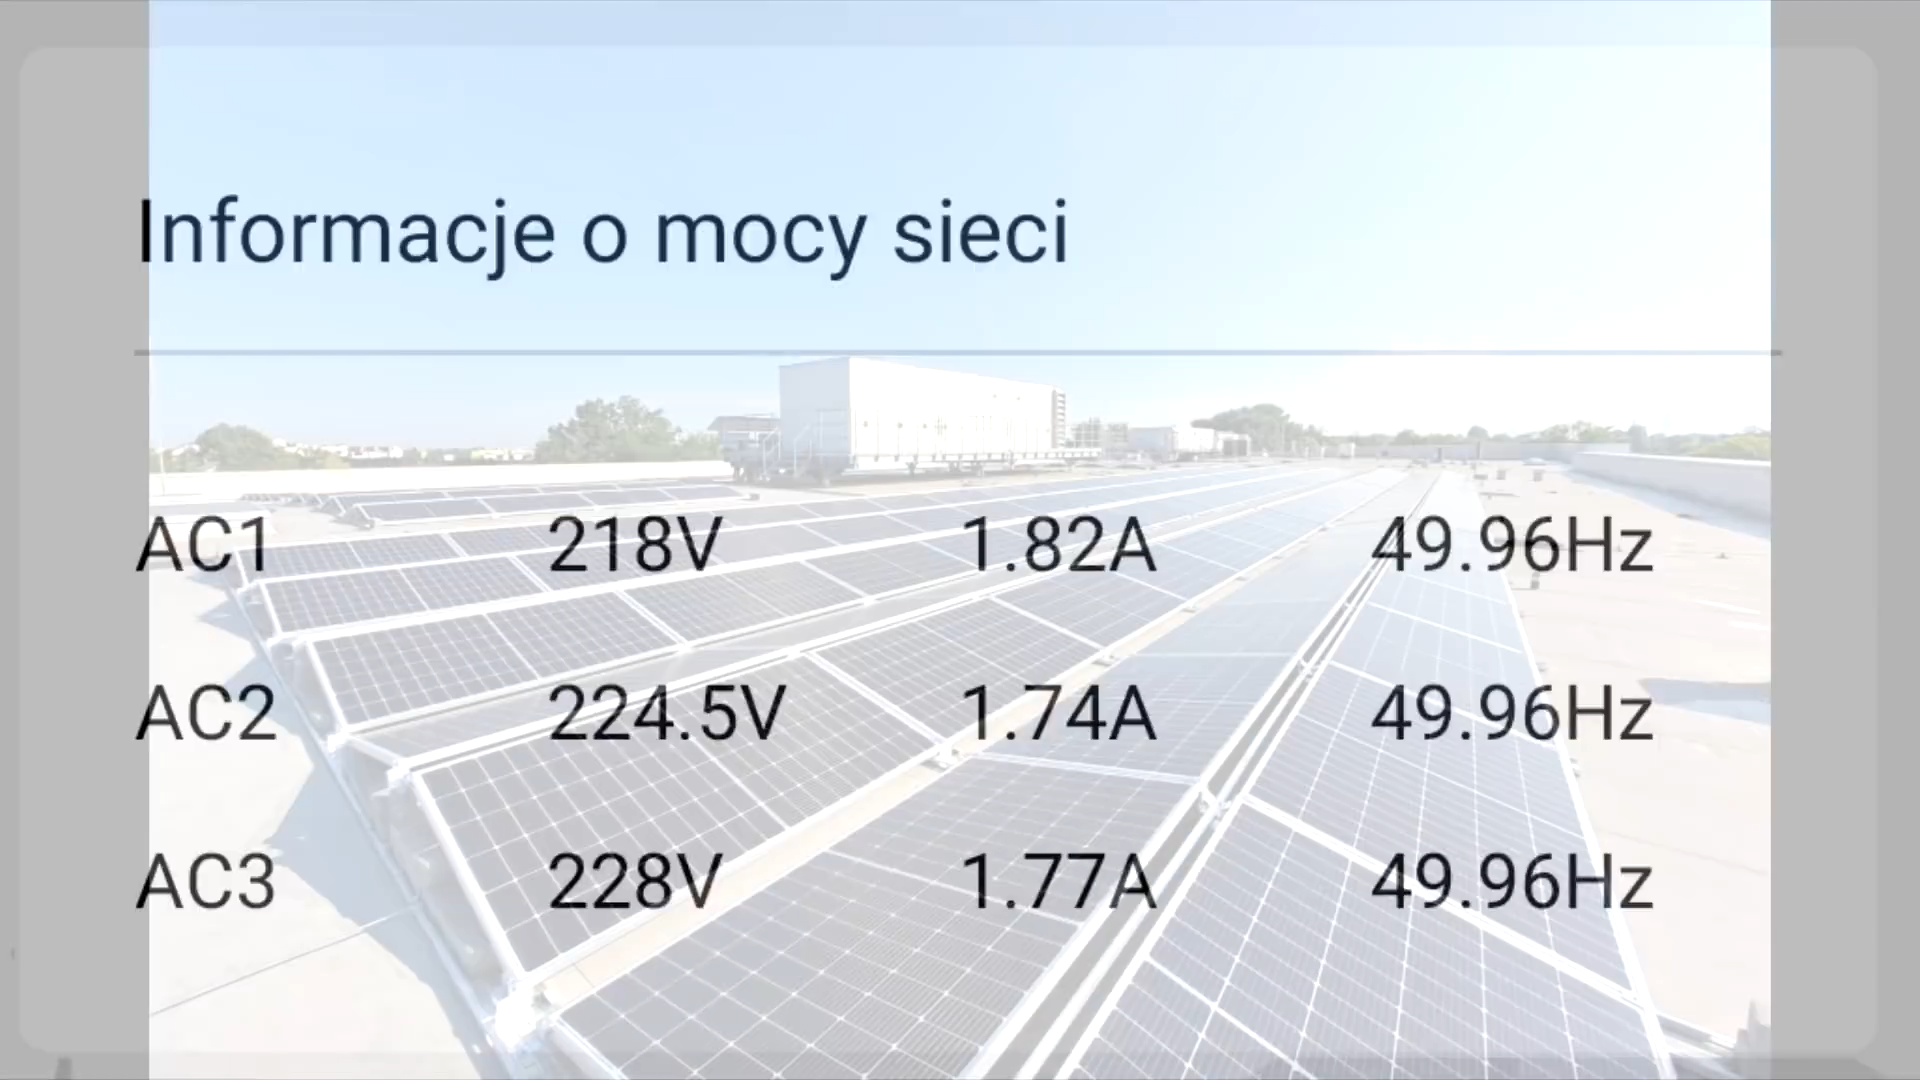 Informacje o mocy sieci
AC1 218V 1.82A 49.96Hz
AC2 224.5V 1.74A 49.96Hz
AC3 228V 1.77A 49.96Hz